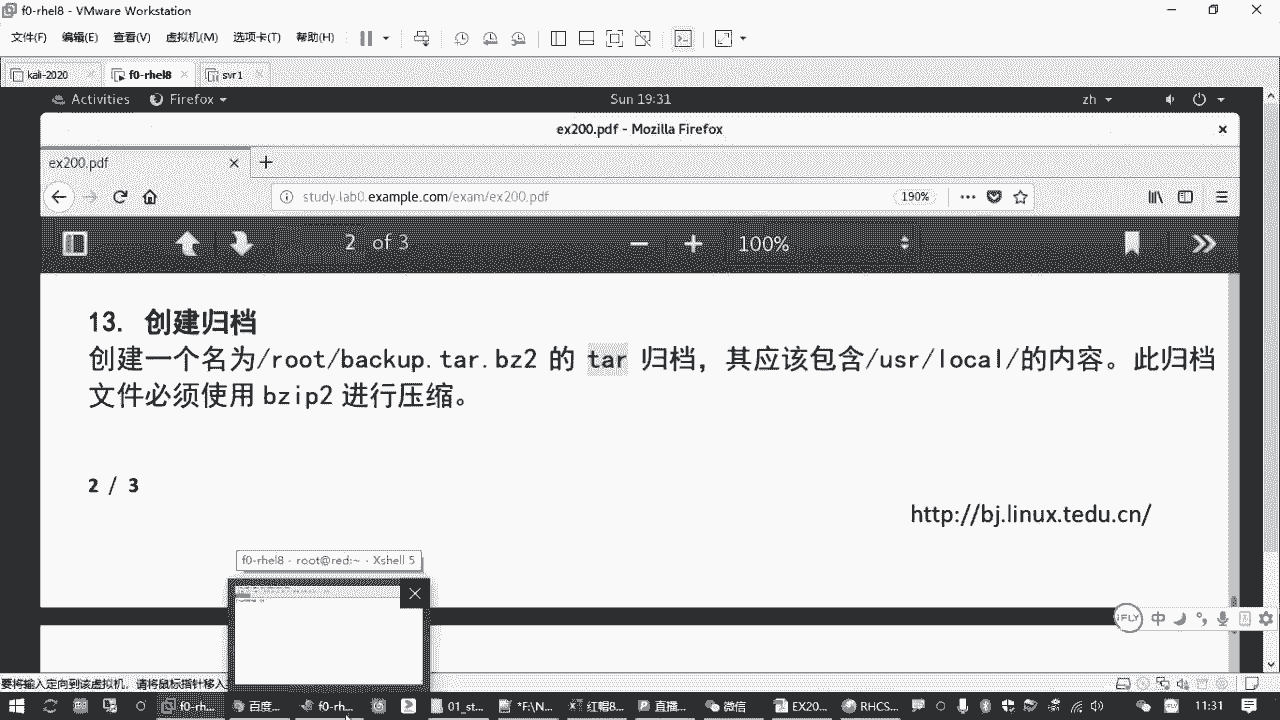 f0-rhel8 - VMware Workstation
文件(F) 编辑(E) 查看(V) 虚拟机(M) 选项卡(T) 帮助(H)
kali-2020 f0-rhel8 svr1
Activities Firefox Sun 19:31 zh
ex200.pdf - Mozilla Firefox
ex200.pdf
study.lab0.example.com/exam/ex200.pdf 190%
2 of 3 100%
13. 创建归档
创建一个名为/root/backup.tar.bz2 的 tar 归档，其应该包含/usr/local/的内容。此归档
文件必须使用 bzip2 进行压缩。
2 / 3
http://bj.linux.tedu.cn/
f0-rhel8 - root@red:~ - Xshell 5
iFLY 中
要将输入定向到该虚拟机，请将鼠标指针移入
f0-rh... 百度... f0-rh... 01_st... *F:\N... 红帽8... 直播... 微信 EX20... RHCS... 11:31